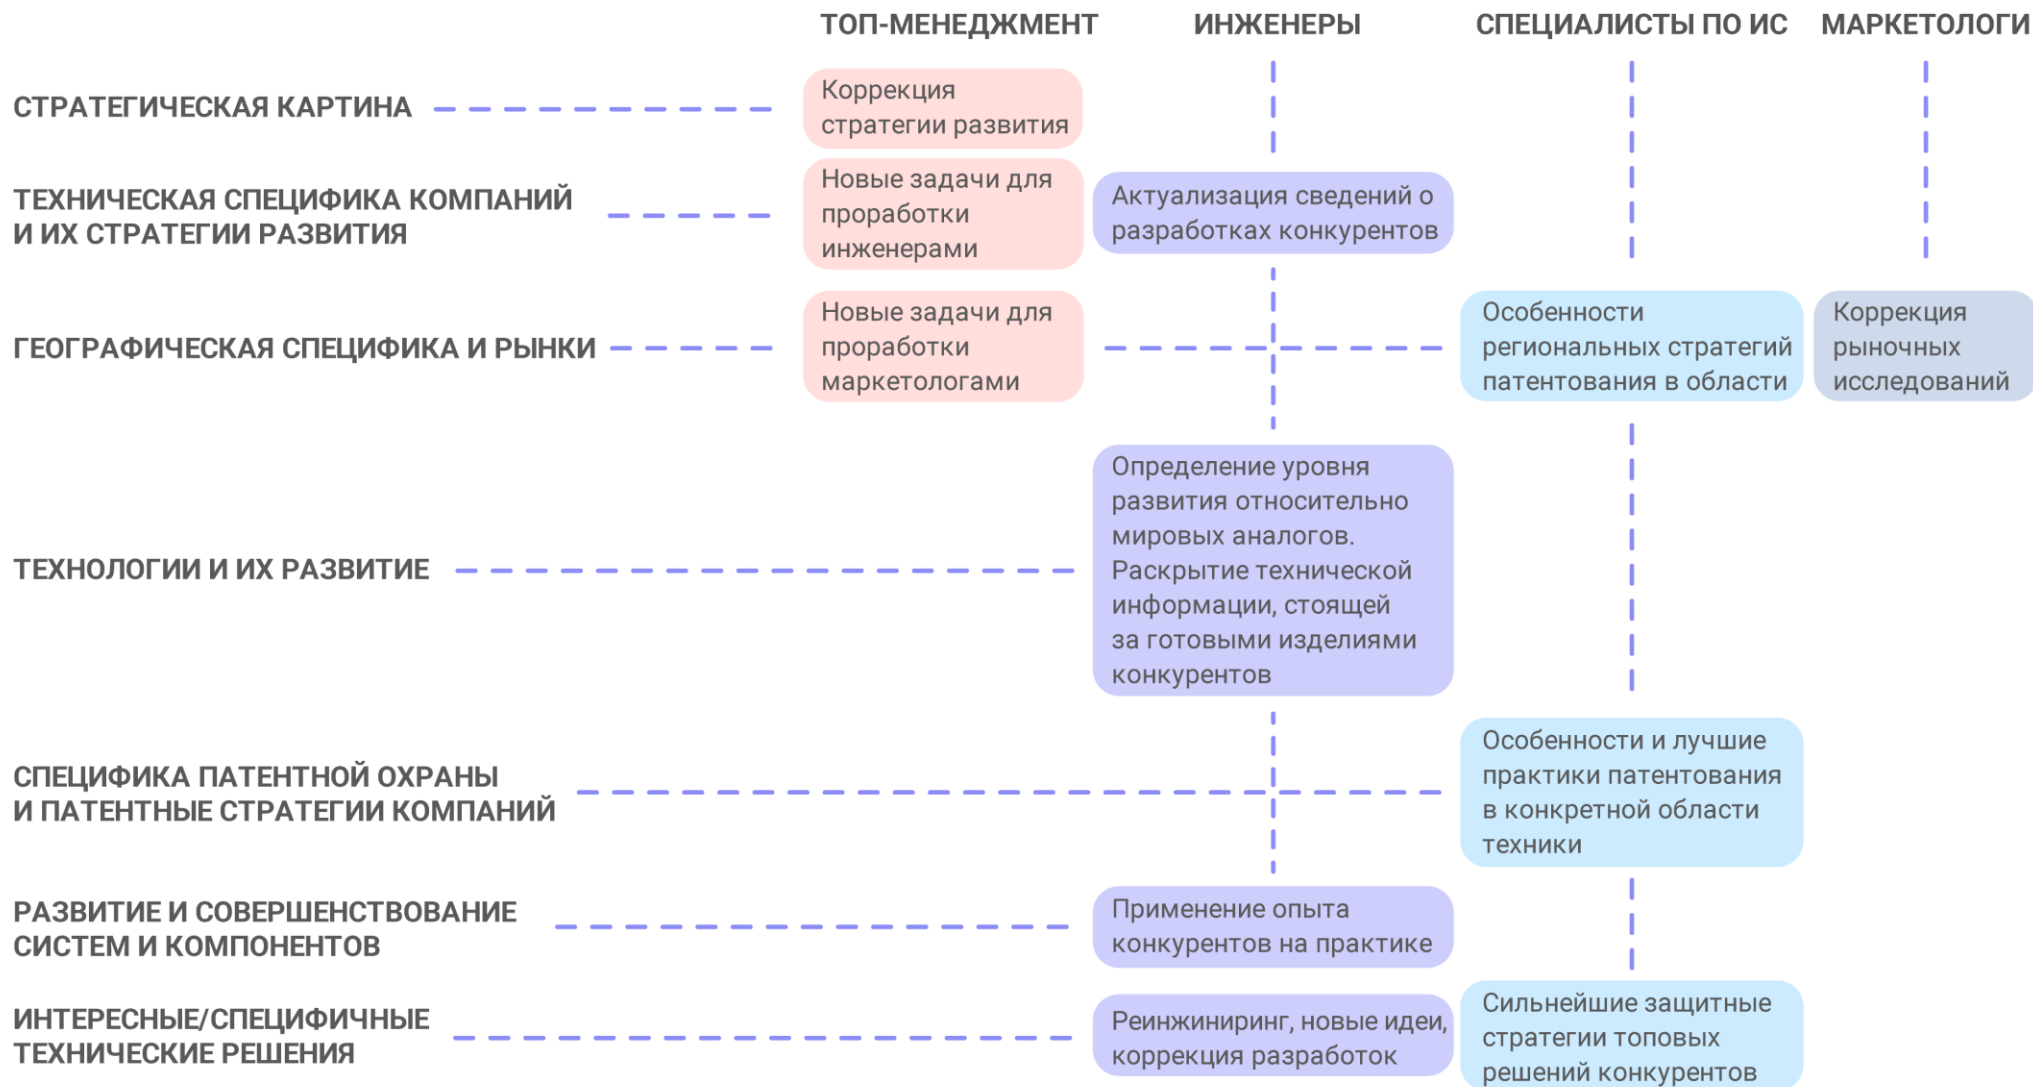 ТОП-МЕНЕДЖМЕНТ
ИНЖЕНЕРЫ
СПЕЦИАЛИСТЫ ПО ИС
МАРКЕТОЛОГИ
СТРАТЕГИЧЕСКАЯ КАРТИНА
Коррекция
стратегии развития
ТЕХНИЧЕСКАЯ СПЕЦИФИКА КОМПАНИЙ
И ИХ СТРАТЕГИИ РАЗВИТИЯ
Новые задачи для
проработки
инженерами
Актуализация сведений о
разработках конкурентов
ГЕОГРАФИЧЕСКАЯ СПЕЦИФИКА И РЫНКИ
Новые задачи для
проработки
маркетологами
Особенности
региональных стратегий
патентования в области
Коррекция
рыночных
исследований
ТЕХНОЛОГИИ И ИХ РАЗВИТИЕ
Определение уровня
развития относительно
мировых аналогов.
Раскрытие технической
информации, стоящей
за готовыми изделиями
конкурентов
СПЕЦИФИКА ПАТЕНТНОЙ ОХРАНЫ
И ПАТЕНТНЫЕ СТРАТЕГИИ КОМПАНИЙ
Особенности и лучшие
практики патентования
в конкретной области
техники
РАЗВИТИЕ И СОВЕРШЕНСТВОВАНИЕ
СИСТЕМ И КОМПОНЕНТОВ
Применение опыта
конкурентов на практике
ИНТЕРЕСНЫЕ/СПЕЦИФИЧНЫЕ
ТЕХНИЧЕСКИЕ РЕШЕНИЯ
Реинжиниринг, новые идеи,
коррекция разработок
Сильнейшие защитные
стратегии топовых
решений конкурентов